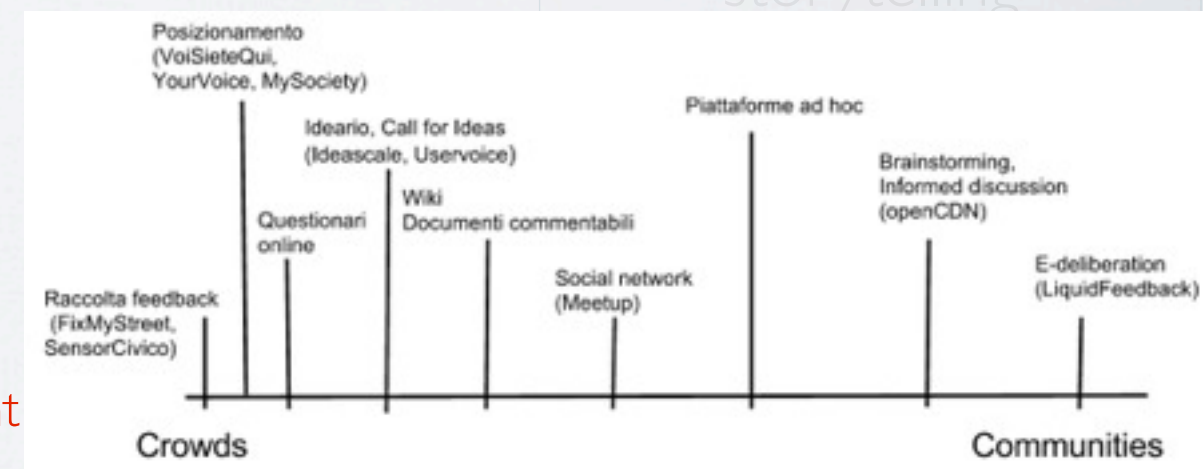 storytelling
Posizionamento
(VoiSieteQui,
YourVoice, MySociety)
Piattaforme ad hoc
Ideario, Call for Ideas
(Ideascale, Uservoice)
Brainstorming,
Informed discussion
(openCDN)
Wiki
Documenti commentabili
Questionari
online
E-deliberation
(LiquidFeedback)
Social network
(Meetup)
Raccolta feedback
(FixMyStreet,
SensorCivico)
Crowds
Communities